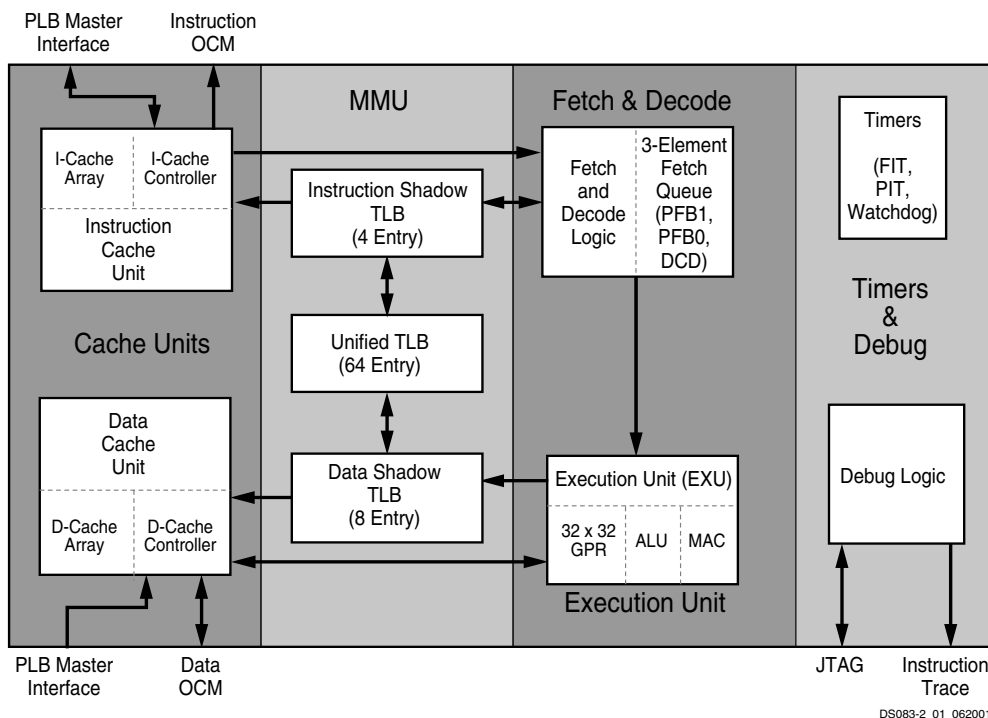 PLB Master
Interface
Instruction
OCM
MMU
Fetch & Decode
I-Cache
Array
I-Cache
Controller
Instruction
Cache
Unit
Instruction Shadow
TLB
(4 Entry)
Fetch
and
Decode
Logic
3-Element
Fetch
Queue
(PFB1,
PFB0,
DCD)
Timers
(FIT,
PIT,
Watchdog)
Cache Units
Unified TLB
(64 Entry)
Timers
&
Debug
Data
Cache
Unit
D-Cache
Array
D-Cache
Controller
Data Shadow
TLB
(8 Entry)
Execution Unit (EXU)
32 x 32
GPR
ALU
MAC
Execution Unit
Debug Logic
PLB Master
Interface
Data
OCM
JTAG
Instruction
Trace
DS083-2_01_062001